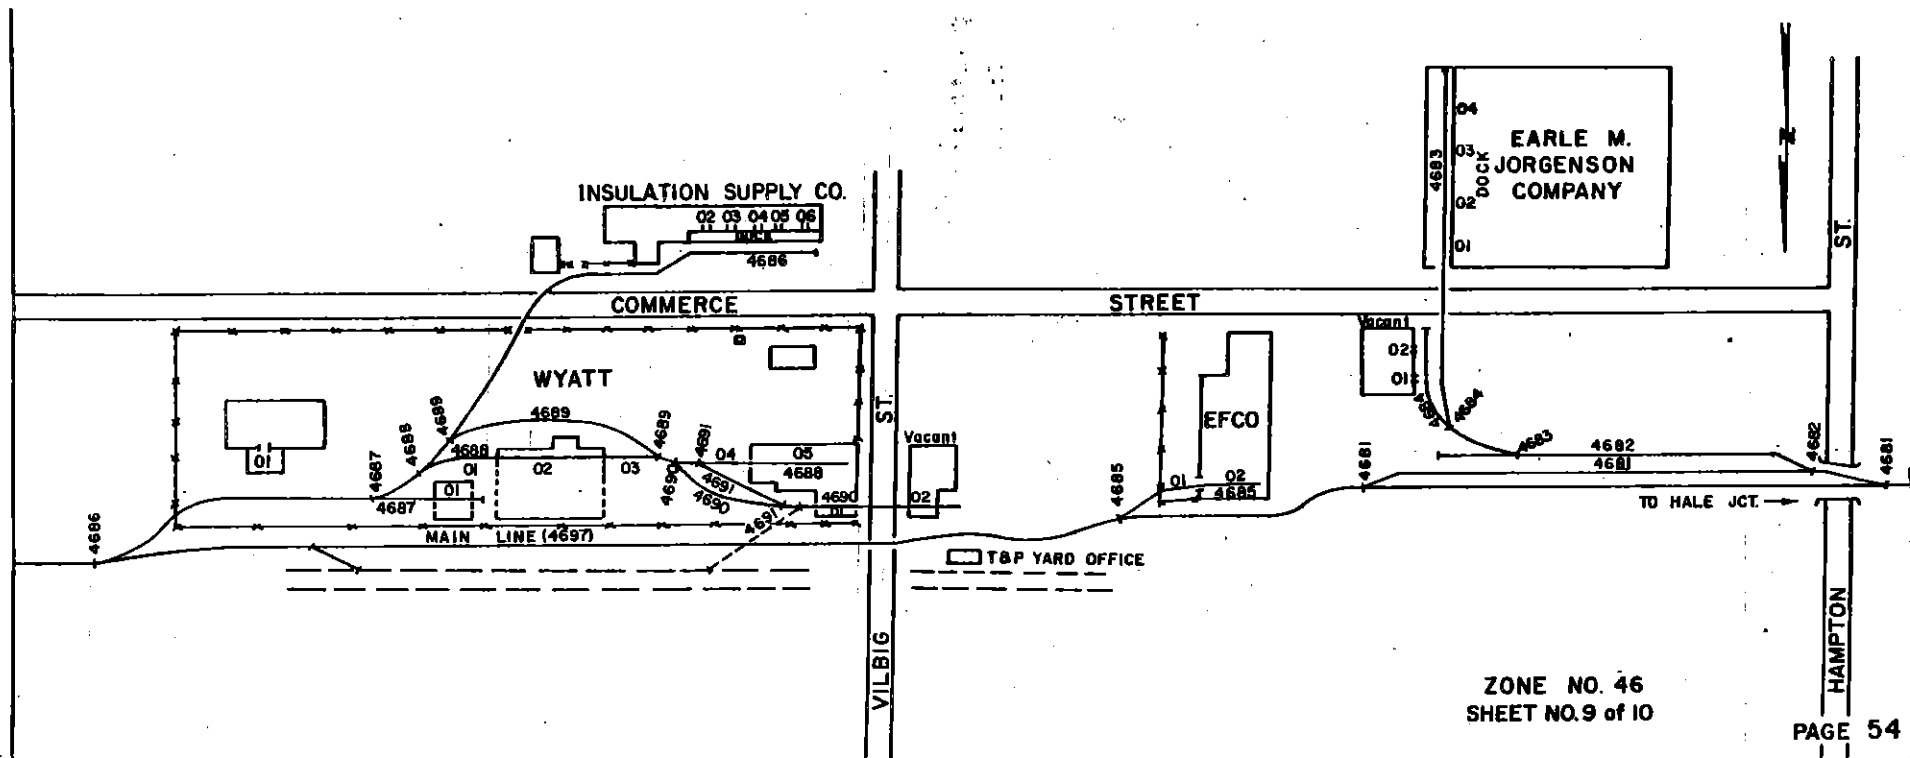 INSULATION SUPPLY CO.
02 03 04 05 06
DOCK
4686
EARLE M.
JORGENSON
COMPANY
DOCK
04
03
02
01
4683
ST.
COMMERCE STREET
WYATT
01
4686
4687
4688
4689
4689
4689
4691
4688
01
02
03
04
05
4688
4690
4691
4690
4691
4690
01
01
4687
MAIN LINE (4697)
ST.
VILBIG
Vacant
02
T&P YARD OFFICE
EFCO
4685
01
02
4685
Vacant
02
01
4684
4684
4683
4682
4681
4681
4682
4681
TO HALE JCT.
HAMPTON
ZONE NO. 46
SHEET NO. 9 of 10
PAGE 54